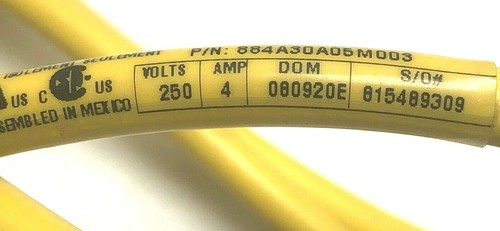 SEULEMENT P/N: 884A30A05M003
US C US VOLTS AMP DOM S/O#
250 4 080920E 815489309
SEMBLED IN MEXICO